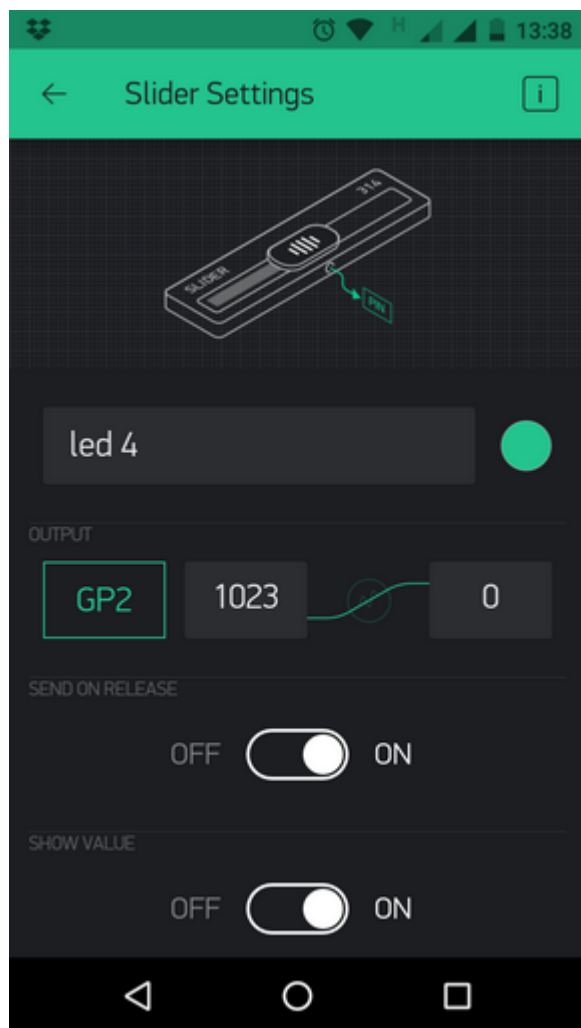 H 13:38
Slider Settings
i
SLIDER
314
PIN
led 4
OUTPUT
GP2 1023 0
SEND ON RELEASE
OFF ON
SHOW VALUE
OFF ON